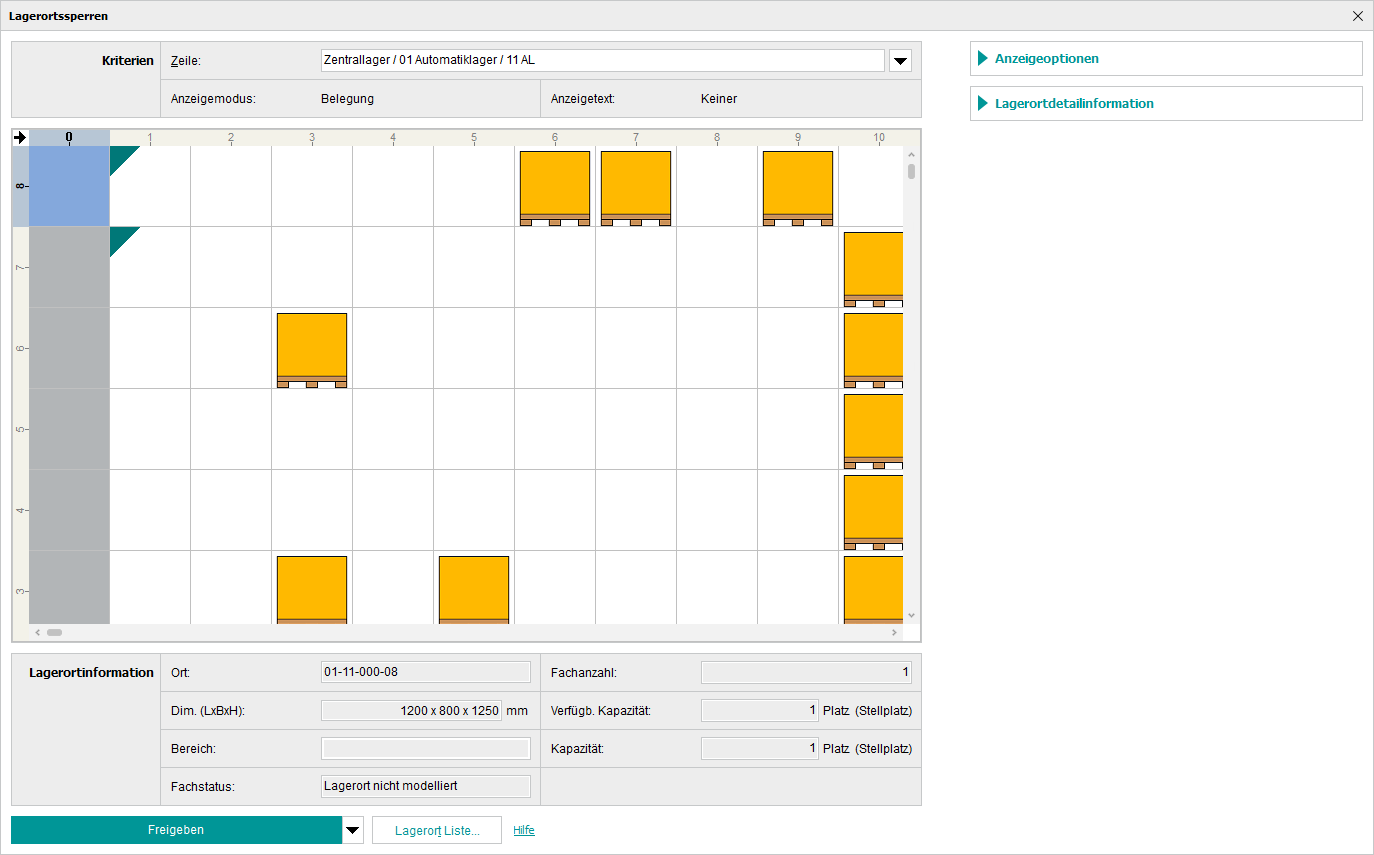 Lagerortssperren
Kriterien
Zeile: Zentrallager / 01 Automatiklager / 11 AL
Anzeigemodus: Belegung Anzeigetext: Keiner
Anzeigeoptionen
Lagerortdetailinformation
0 1 2 3 4 5 6 7 8 9 10
8
7
6
5
4
3
Lagerortinformation
Ort: 01-11-000-08 Fachanzahl: 1
Dim. (LxBxH): 1200 x 800 x 1250 mm Verfügb. Kapazität: 1 Platz (Stellplatz)
Bereich: Kapazität: 1 Platz (Stellplatz)
Fachstatus: Lagerort nicht modelliert
Freigeben Lagerort Liste... Hilfe